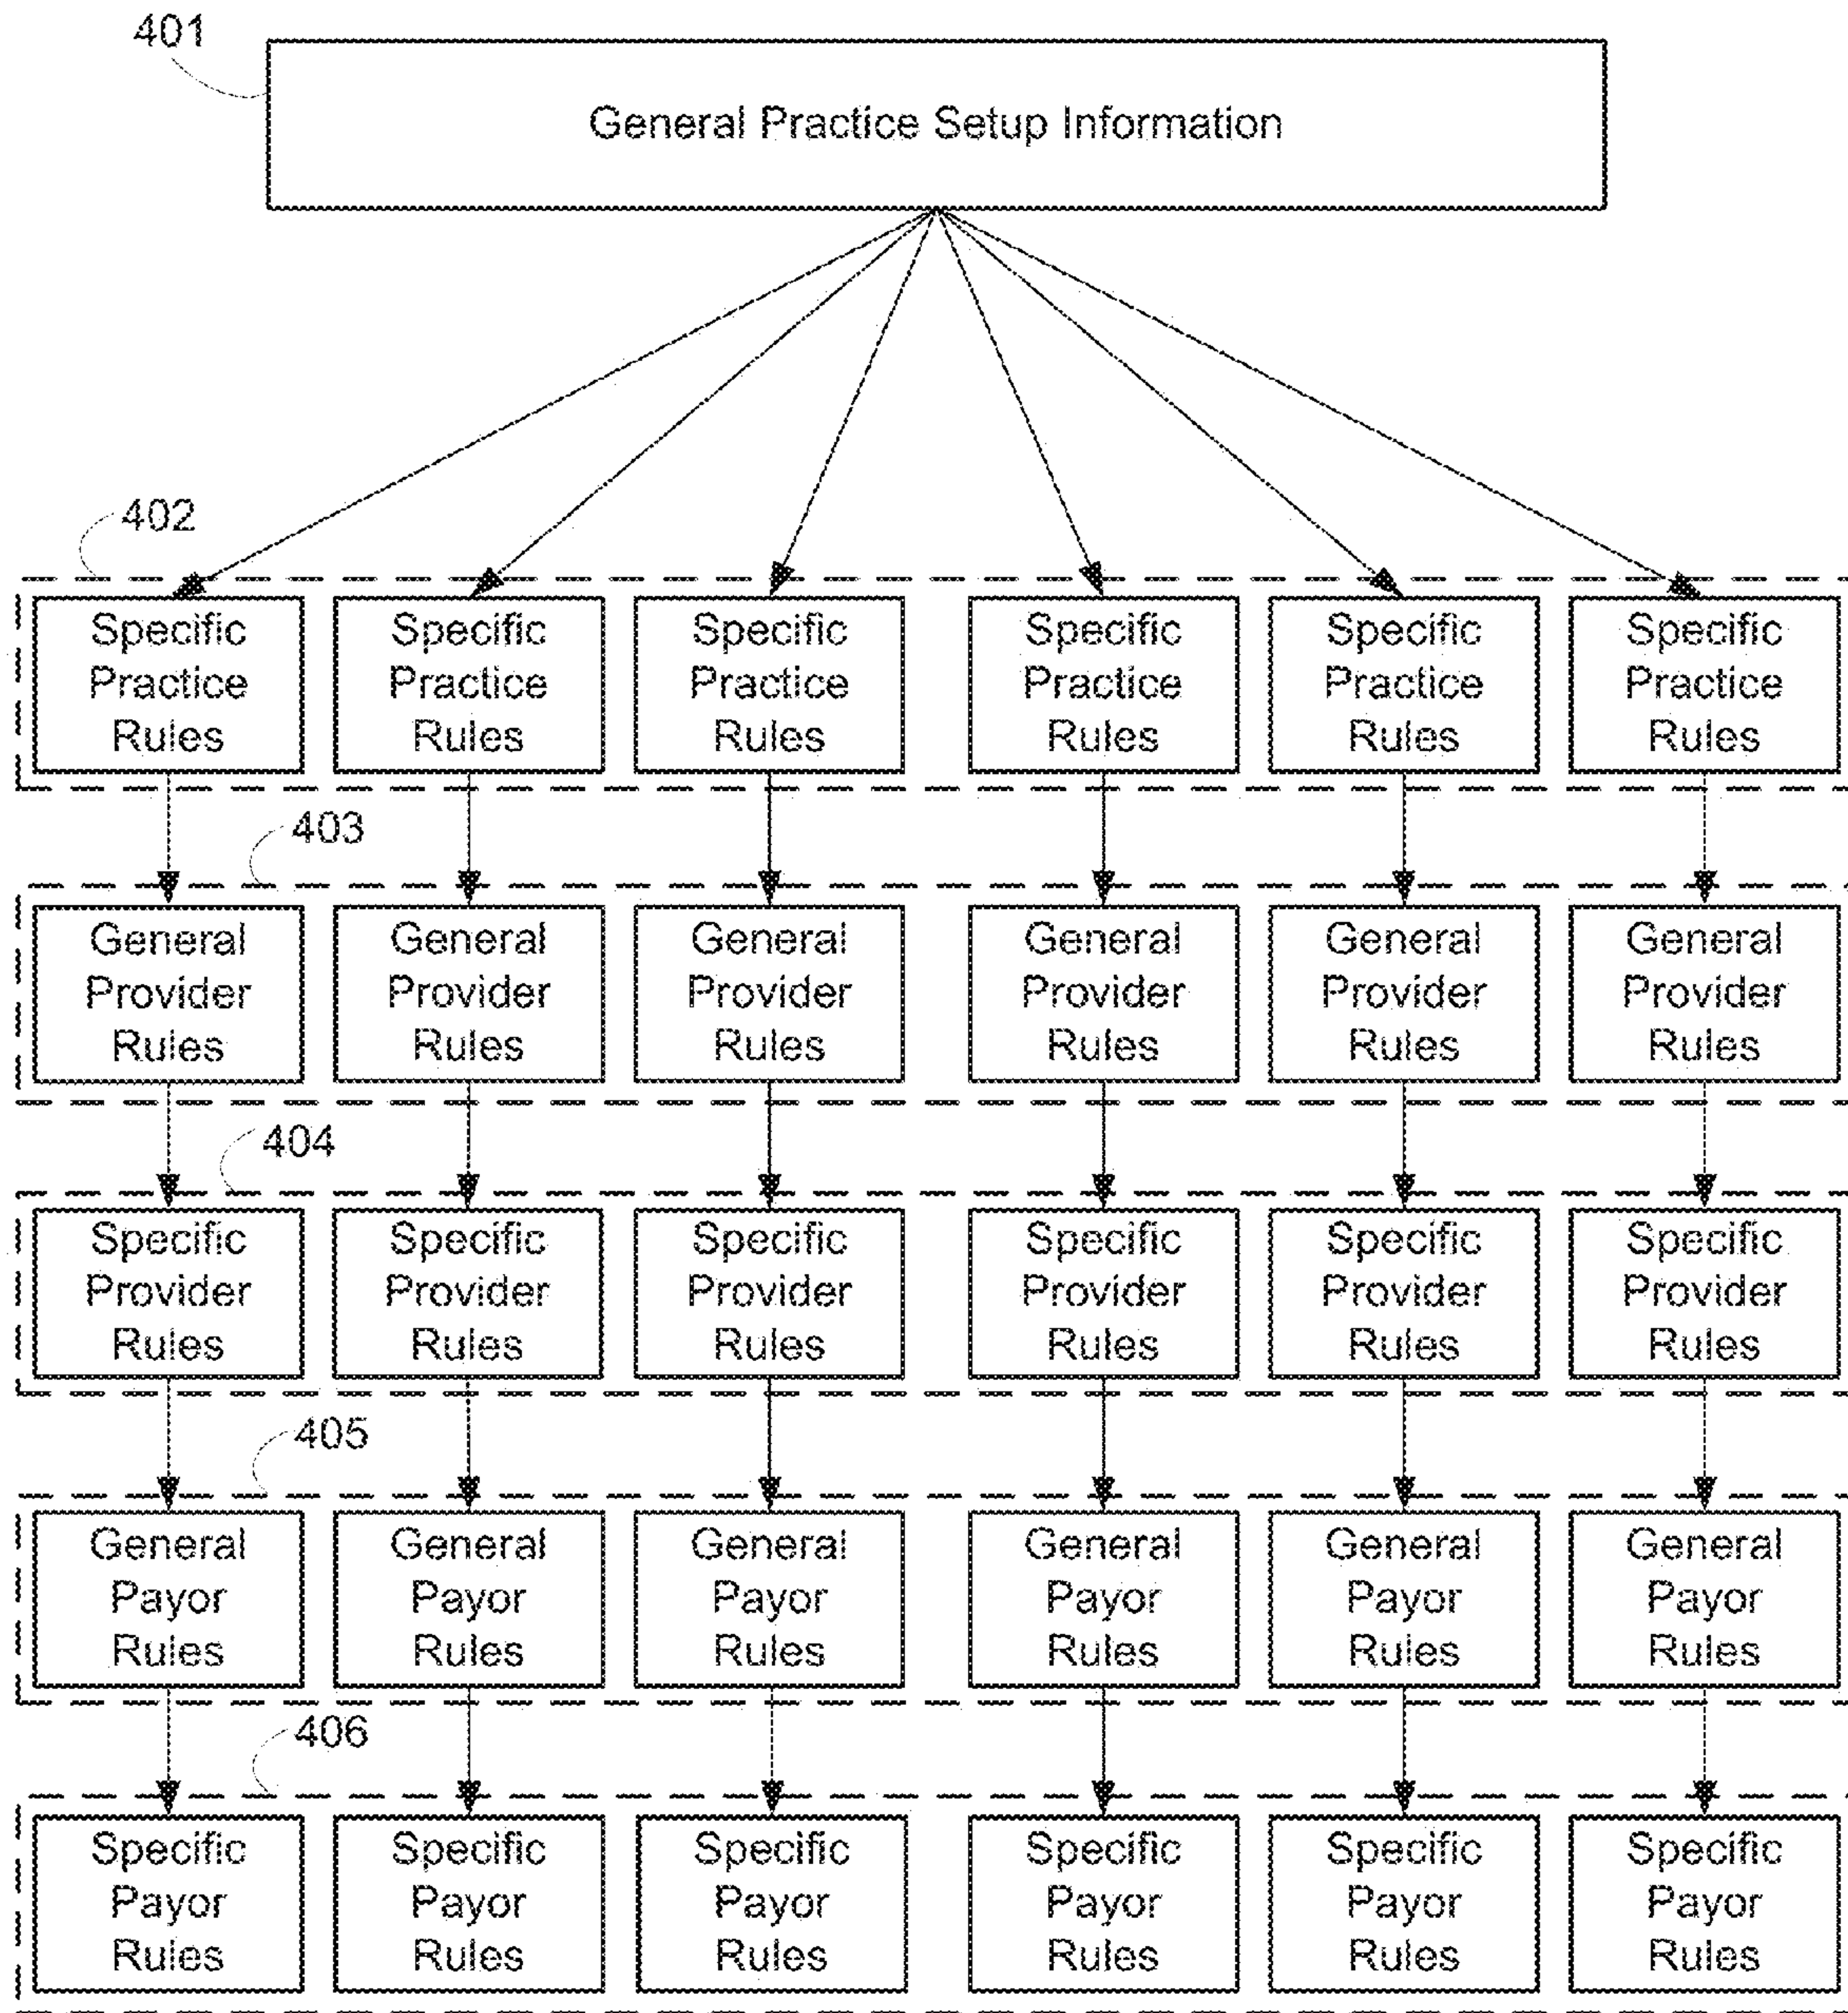 401
General Practice Setup Information
402
Specific Practice Rules
Specific Practice Rules
Specific Practice Rules
Specific Practice Rules
Specific Practice Rules
Specific Practice Rules
403
General Provider Rules
General Provider Rules
General Provider Rules
General Provider Rules
General Provider Rules
General Provider Rules
404
Specific Provider Rules
Specific Provider Rules
Specific Provider Rules
Specific Provider Rules
Specific Provider Rules
Specific Provider Rules
405
General Payor Rules
General Payor Rules
General Payor Rules
General Payor Rules
General Payor Rules
General Payor Rules
406
Specific Payor Rules
Specific Payor Rules
Specific Payor Rules
Specific Payor Rules
Specific Payor Rules
Specific Payor Rules